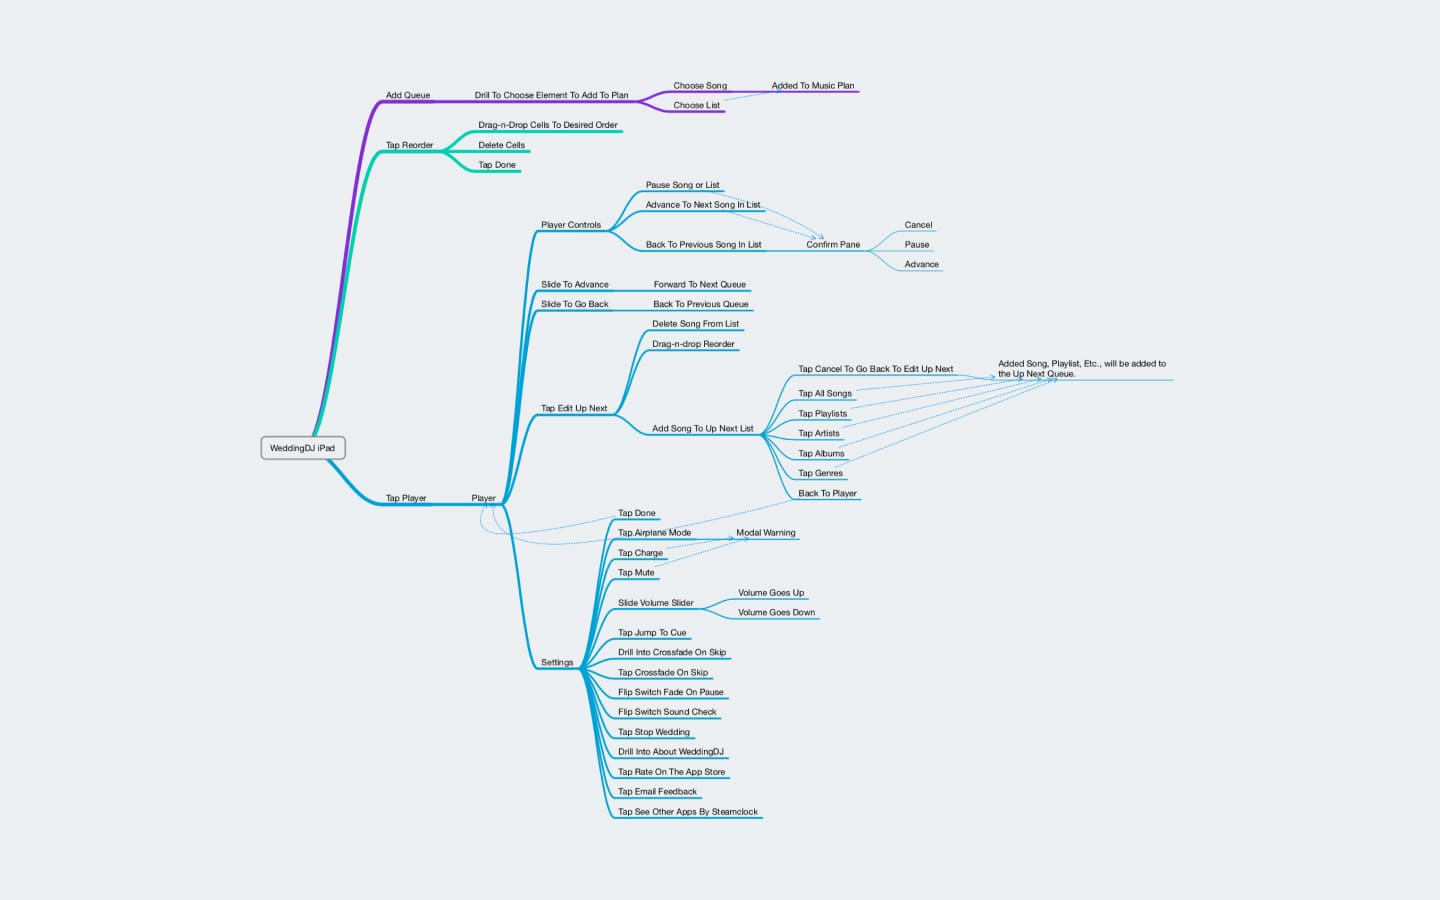 WeddingDJ iPad
Add Queue
Drill To Choose Element To Add To Plan
Choose Song
Added To Music Plan
Choose List
Tap Reorder
Drag-n-Drop Cells To Desired Order
Delete Cells
Tap Done
Tap Player
Player
Player Controls
Pause Song or List
Advance To Next Song In List
Back To Previous Song In List
Confirm Pane
Cancel
Pause
Advance
Slide To Advance
Forward To Next Queue
Slide To Go Back
Back To Previous Queue
Tap Edit Up Next
Delete Song From List
Drag-n-drop Reorder
Add Song To Up Next List
Tap Cancel To Go Back To Edit Up Next
Added Song, Playlist, Etc., will be added to
the Up Next Queue.
Tap All Songs
Tap Playlists
Tap Artists
Tap Albums
Tap Genres
Back To Player
Settings
Tap Done
Tap Airplane Mode
Modal Warning
Tap Charge
Tap Mute
Slide Volume Slider
Volume Goes Up
Volume Goes Down
Tap Jump To Cue
Drill Into Crossfade On Skip
Tap Crossfade On Skip
Flip Switch Fade On Pause
Flip Switch Sound Check
Tap Stop Wedding
Drill Into About WeddingDJ
Tap Rate On The App Store
Tap Email Feedback
Tap See Other Apps By Steamclock